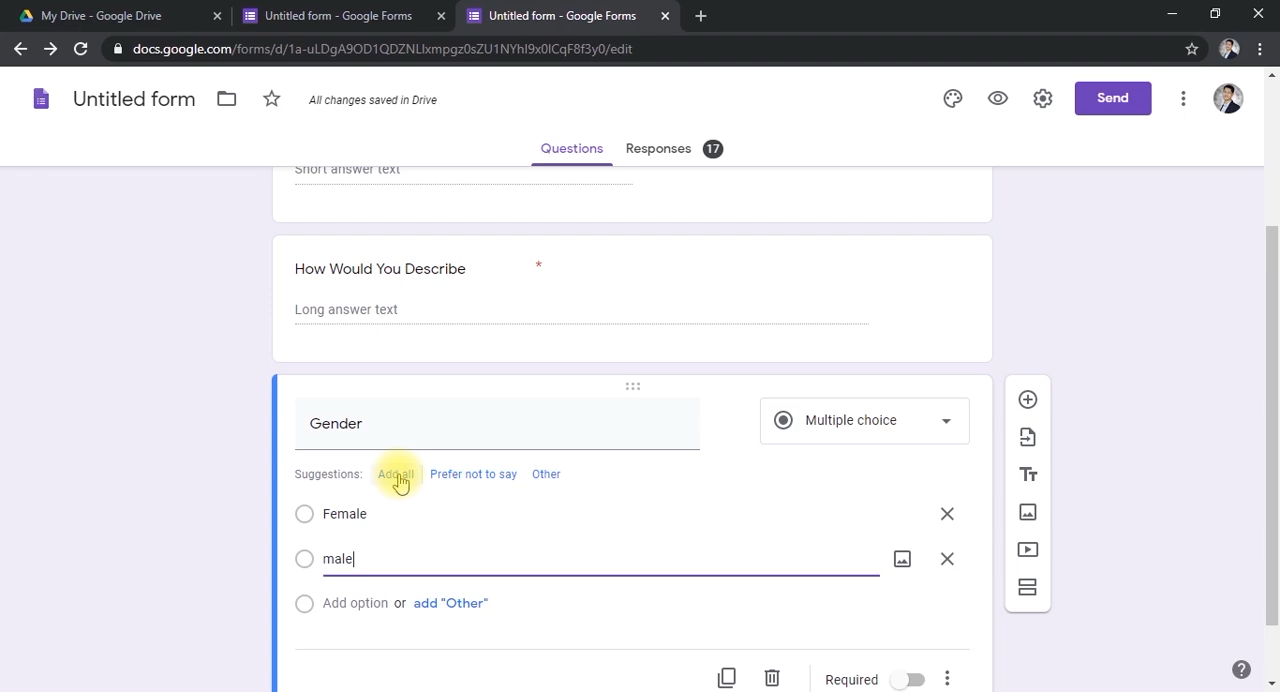 My Drive - Google Drive
Untitled form - Google Forms
Untitled form - Google Forms
docs.google.com/forms/d/1a-uLDgA9OD1QDZNLlxmpgz0sZU1NYhl9x0lCqF8f3y0/edit
Untitled form
All changes saved in Drive
Send
Questions
Responses 17
Short answer text
How Would You Describe *
Long answer text
Gender
Multiple choice
Suggestions: Add all Prefer not to say Other
Female
male
Add option or add "Other"
Required